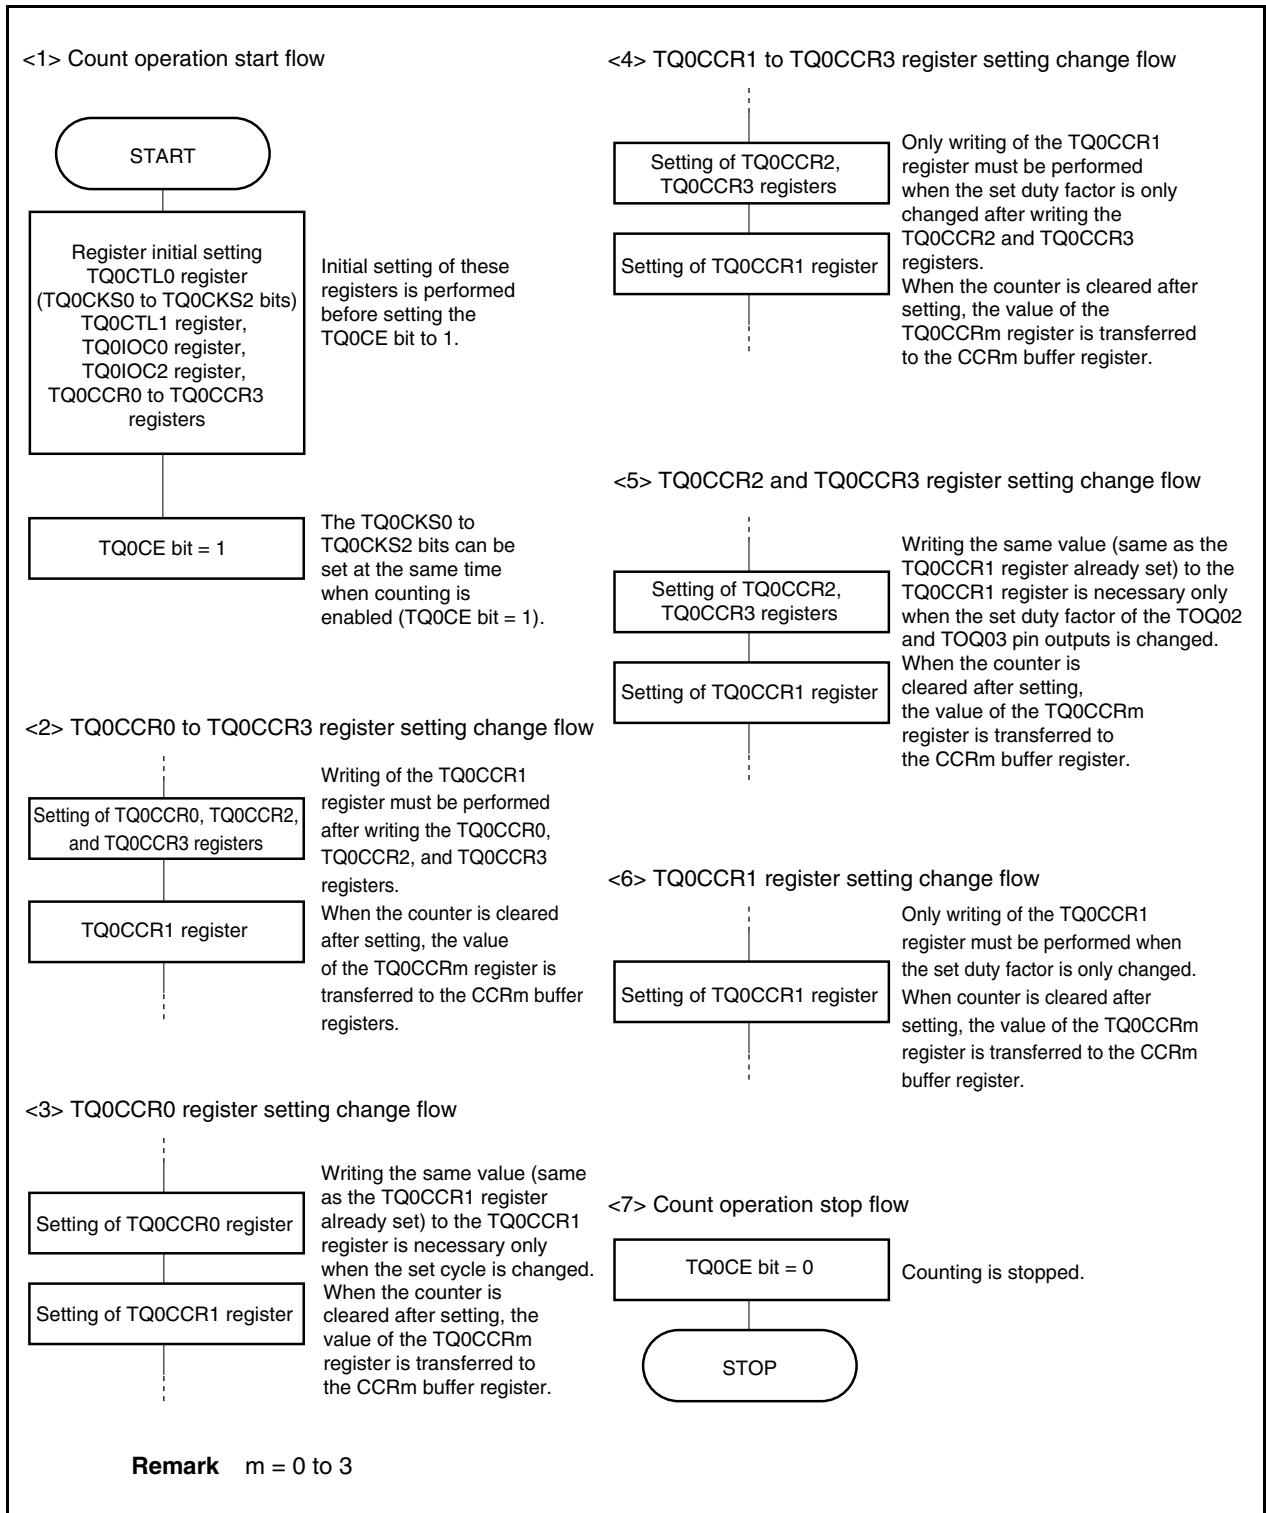 <1> Count operation start flow
START
Register initial setting
TQ0CTL0 register
(TQ0CKS0 to TQ0CKS2 bits)
TQ0CTL1 register,
TQ0IOC0 register,
TQ0IOC2 register,
TQ0CCR0 to TQ0CCR3
registers
Initial setting of these
registers is performed
before setting the
TQ0CE bit to 1.
TQ0CE bit = 1
The TQ0CKS0 to
TQ0CKS2 bits can be
set at the same time
when counting is
enabled (TQ0CE bit = 1).
<2> TQ0CCR0 to TQ0CCR3 register setting change flow
Setting of TQ0CCR0, TQ0CCR2,
and TQ0CCR3 registers
TQ0CCR1 register
Writing of the TQ0CCR1
register must be performed
after writing the TQ0CCR0,
TQ0CCR2, and TQ0CCR3
registers.
When the counter is cleared
after setting, the value
of the TQ0CCRm register is
transferred to the CCRm buffer
registers.
<3> TQ0CCR0 register setting change flow
Setting of TQ0CCR0 register
Setting of TQ0CCR1 register
Writing the same value (same
as the TQ0CCR1 register
already set) to the TQ0CCR1
register is necessary only
when the set cycle is changed.
When the counter is
cleared after setting, the
value of the TQ0CCRm
register is transferred to
the CCRm buffer register.
<4> TQ0CCR1 to TQ0CCR3 register setting change flow
Setting of TQ0CCR2,
TQ0CCR3 registers
Setting of TQ0CCR1 register
Only writing of the TQ0CCR1
register must be performed
when the set duty factor is only
changed after writing the
TQ0CCR2 and TQ0CCR3
registers.
When the counter is cleared after
setting, the value of the
TQ0CCRm register is transferred
to the CCRm buffer register.
<5> TQ0CCR2 and TQ0CCR3 register setting change flow
Setting of TQ0CCR2,
TQ0CCR3 registers
Setting of TQ0CCR1 register
Writing the same value (same as the
TQ0CCR1 register already set) to the
TQ0CCR1 register is necessary only
when the set duty factor of the TOQ02
and TOQ03 pin outputs is changed.
When the counter is
cleared after setting,
the value of the TQ0CCRm
register is transferred to
the CCRm buffer register.
<6> TQ0CCR1 register setting change flow
Setting of TQ0CCR1 register
Only writing of the TQ0CCR1
register must be performed when
the set duty factor is only changed.
When counter is cleared after
setting, the value of the TQ0CCRm
register is transferred to the CCRm
buffer register.
<7> Count operation stop flow
TQ0CE bit = 0
Counting is stopped.
STOP
Remark m = 0 to 3